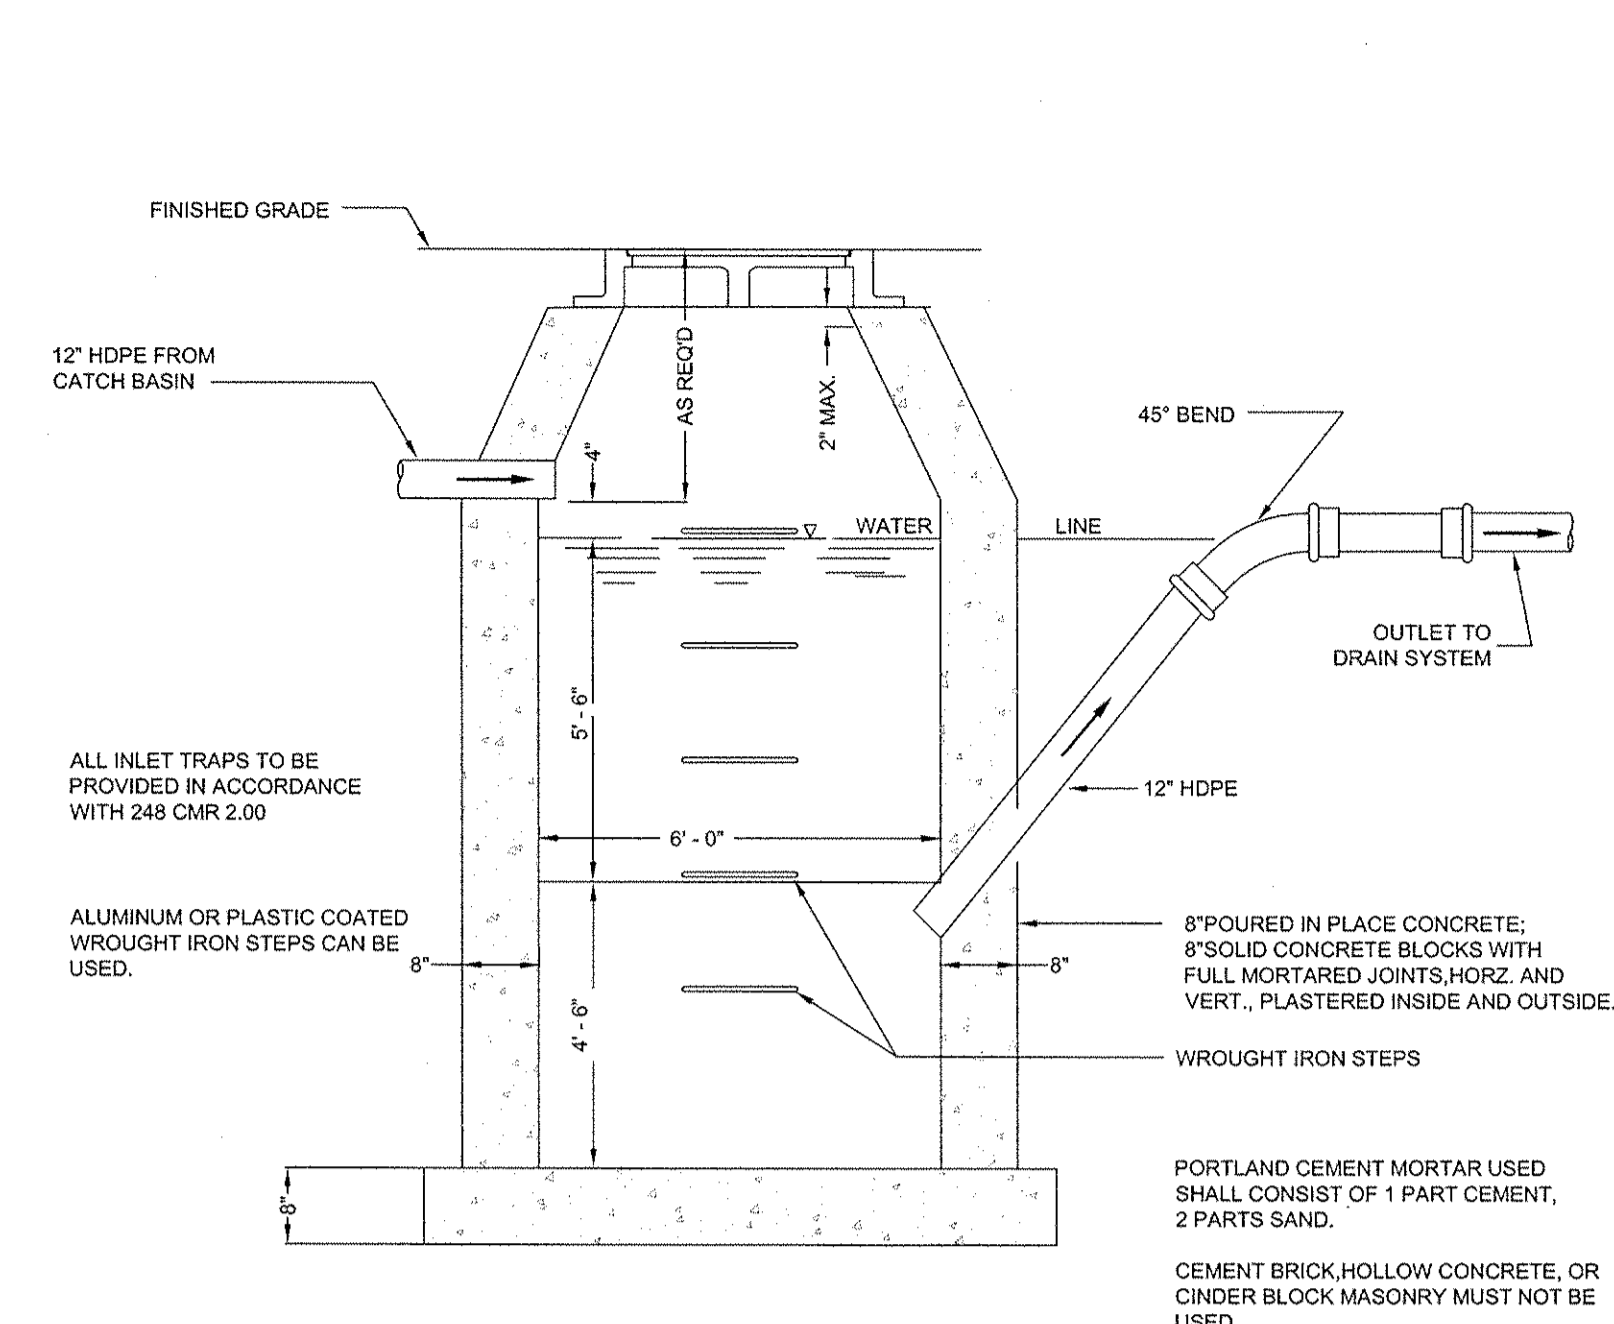 FINISHED GRADE
12" HDPE FROM
CATCH BASIN
AS REQ'D
2" MAX.
4"
45° BEND
WATER
LINE
OUTLET TO
DRAIN SYSTEM
5' - 6"
ALL INLET TRAPS TO BE
PROVIDED IN ACCORDANCE
WITH 248 CMR 2.00
12" HDPE
6' - 0"
ALUMINUM OR PLASTIC COATED
WROUGHT IRON STEPS CAN BE
USED.
8"
8"
8"POURED IN PLACE CONCRETE;
8"SOLID CONCRETE BLOCKS WITH
FULL MORTARED JOINTS,HORZ. AND
VERT., PLASTERED INSIDE AND OUTSIDE.
4' - 6"
WROUGHT IRON STEPS
8"
PORTLAND CEMENT MORTAR USED
SHALL CONSIST OF 1 PART CEMENT,
2 PARTS SAND.
CEMENT BRICK,HOLLOW CONCRETE, OR
CINDER BLOCK MASONRY MUST NOT BE
USED